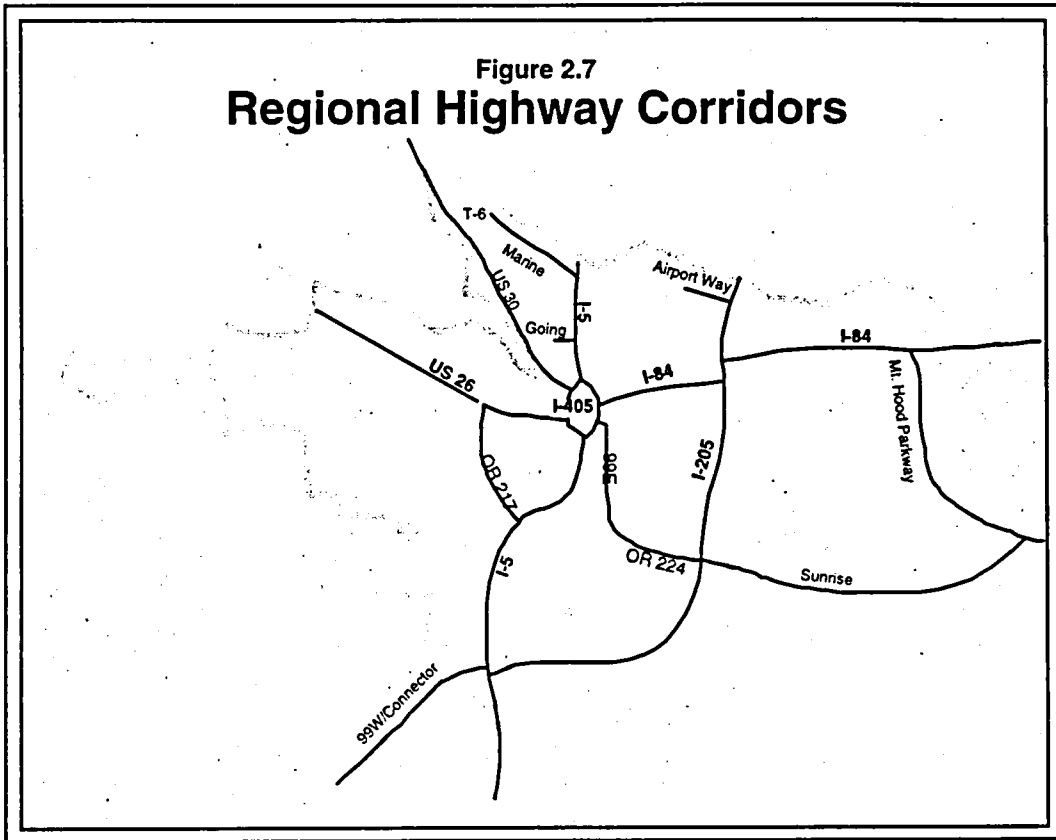 Figure 2.7
Regional Highway Corridors
T-6
Marine
US 30
I-5
Going
Airport Way
I-84
I-84
Mt. Hood Parkway
US 26
I-405
OR 217
99E
I-205
I-5
OR 224
Sunrise
99W/Connector